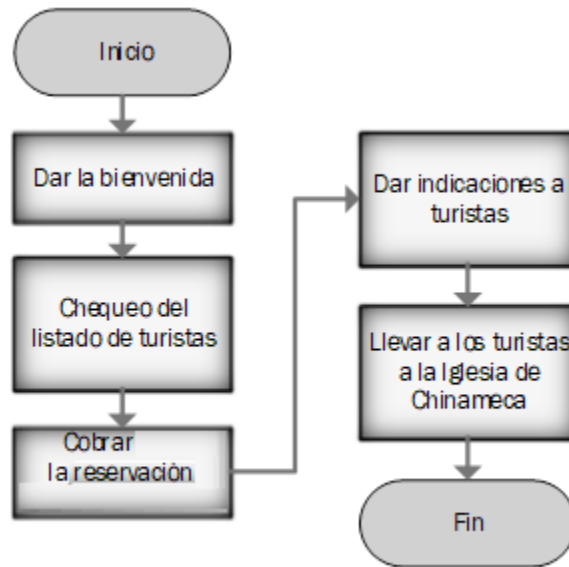 Inicio
Dar la bienvenida
Chequeo del
listado de turistas
Cobrar
la reservación
Dar indicaciones a
turistas
Llevar a los turistas
a la Iglesia de
Chinameca
Fin